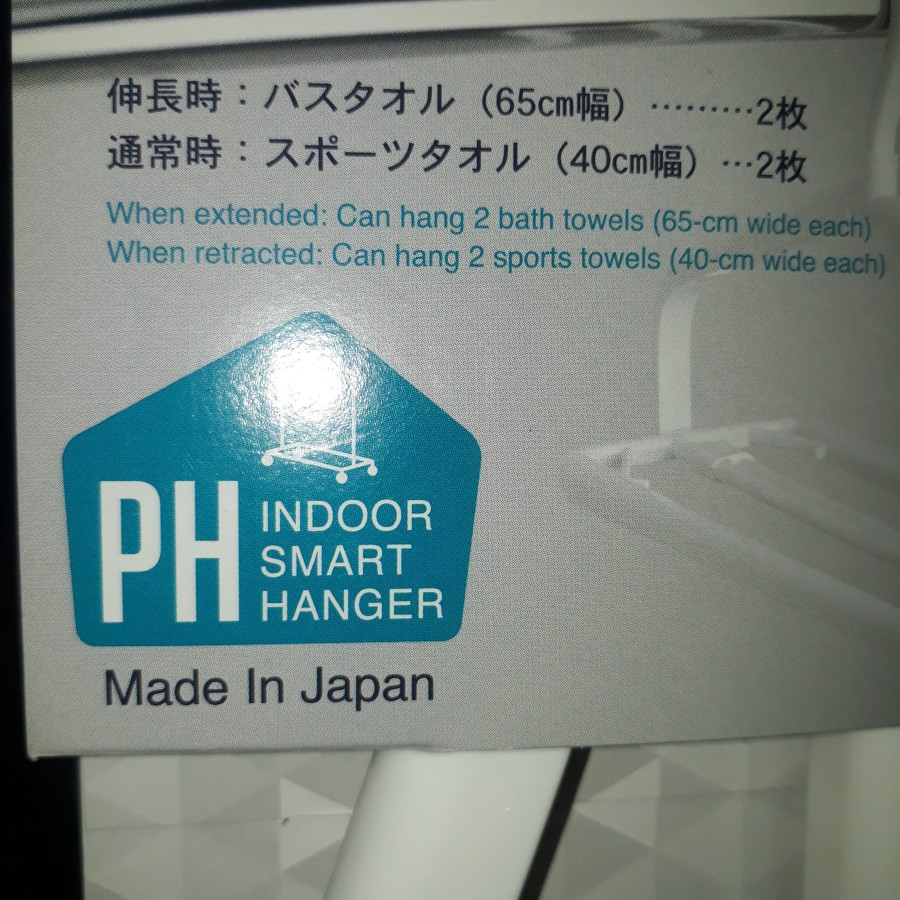 伸長時：バスタオル（65cm幅）………2枚
通常時：スポーツタオル（40cm幅）…2枚
When extended: Can hang 2 bath towels (65-cm wide each)
When retracted: Can hang 2 sports towels (40-cm wide each)
PH
INDOOR
SMART
HANGER
Made In Japan